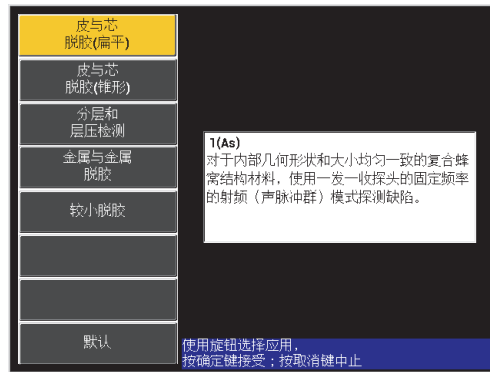 皮与芯
脱胶(扁平)
皮与芯
脱胶(锥形)
分层和
层压检测
金属与金属
脱胶
较小脱胶
默认
1(As)
对于内部几何形状和大小均匀一致的复合蜂
窝结构材料，使用一发一收探头的固定频率
的射频（声脉冲群）模式探测缺陷。
使用旋钮选择应用，
按确定键接受；按取消键中止